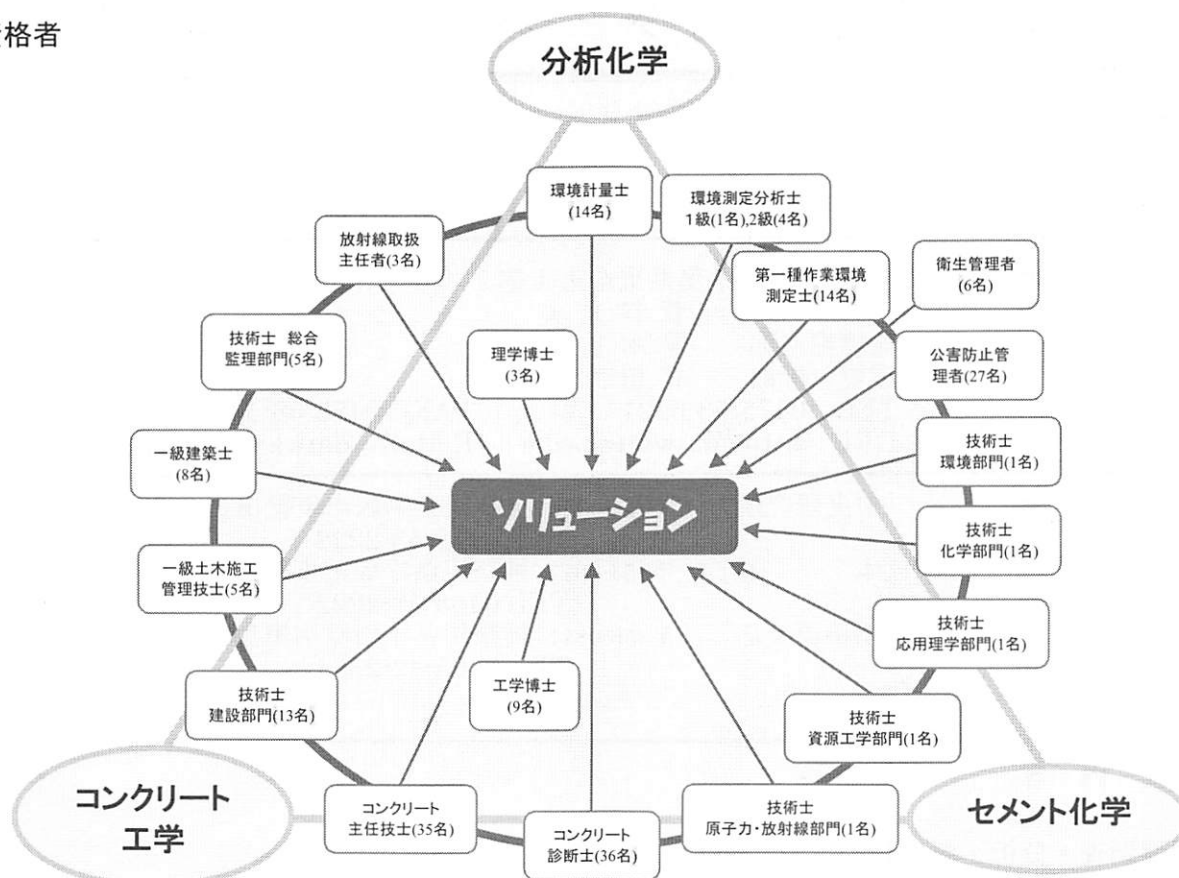 格者
分析化学
環境計量士
(14名)
環境測定分析士
1級(1名),2級(4名)
放射線取扱
主任者(3名)
第一種作業環境
測定士(14名)
衛生管理者
(6名)
技術士 総合
監理部門(5名)
理学博士
(3名)
公害防止管
理者(27名)
一級建築士
(8名)
技術士
環境部門(1名)
ソリューション
技術士
化学部門(1名)
一級土木施工
管理技士(5名)
技術士
応用理学部門(1名)
技術士
建設部門(13名)
工学博士
(9名)
技術士
資源工学部門(1名)
コンクリート
工学
コンクリート
主任技士(35名)
コンクリート
診断士(36名)
技術士
原子力・放射線部門(1名)
セメント化学